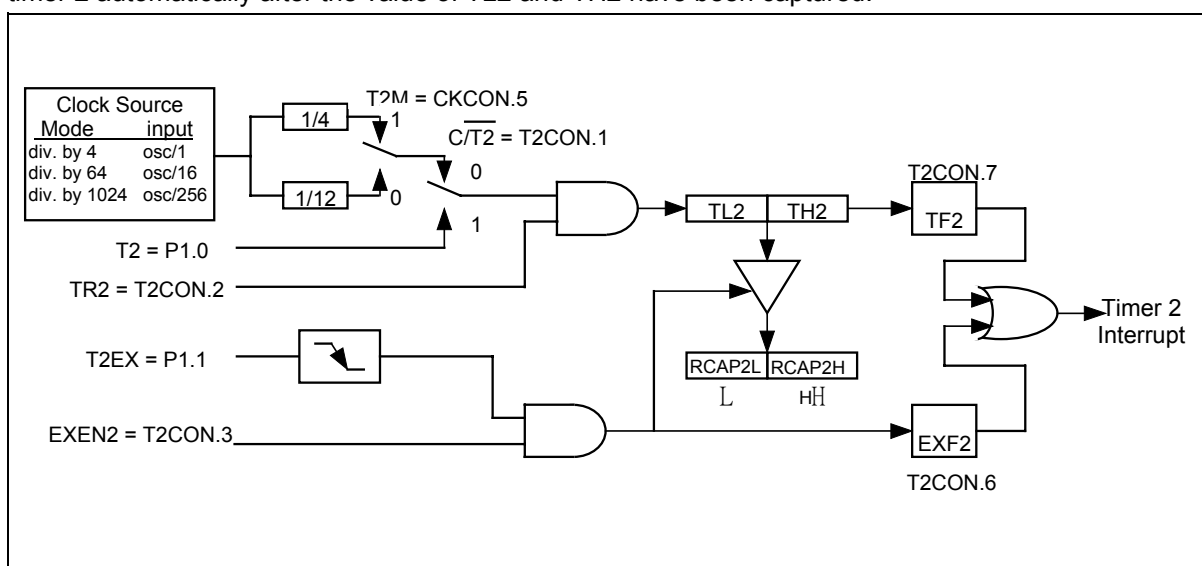 timer 2 automatically after the value of TL2 and TH2 have been captured.
Clock Source
Mode input
div. by 4 osc/1
div. by 64 osc/16
div. by 1024 osc/256
1/4
1/12
T2M = CKCON.5
1
0
C/T2 = T2CON.1
0
1
T2 = P1.0
TR2 = T2CON.2
TL2 TH2
T2CON.7
TF2
T2EX = P1.1
RCAP2L RCAP2H
L HH
Timer 2
Interrupt
EXEN2 = T2CON.3
EXF2
T2CON.6